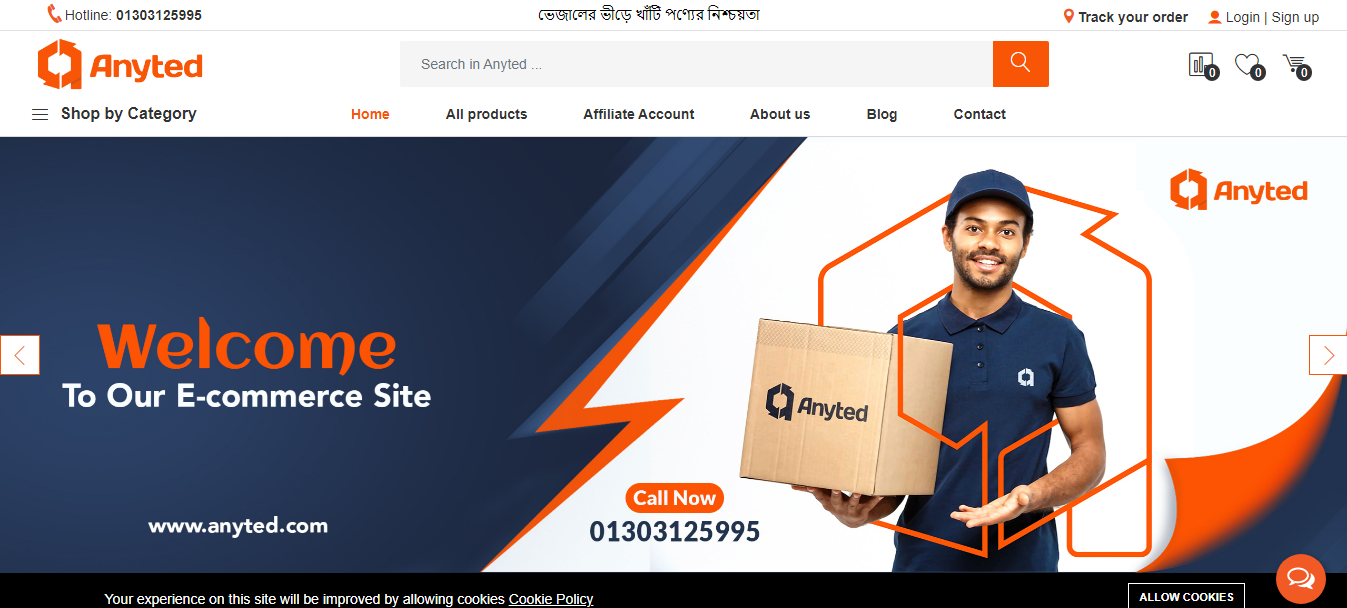 Hotline: 01303125995
ভেজালের ভীড়ে খাঁটি পণ্যের নিশ্চয়তা
Track your order
Login | Sign up
Anyted
Search in Anyted ...
0
0
0
Shop by Category
Home
All products
Affiliate Account
About us
Blog
Contact
Anyted
Welcome
To Our E-commerce Site
Anyted
Call Now
01303125995
www.anyted.com
Your experience on this site will be improved by allowing cookies Cookie Policy
ALLOW COOKIES